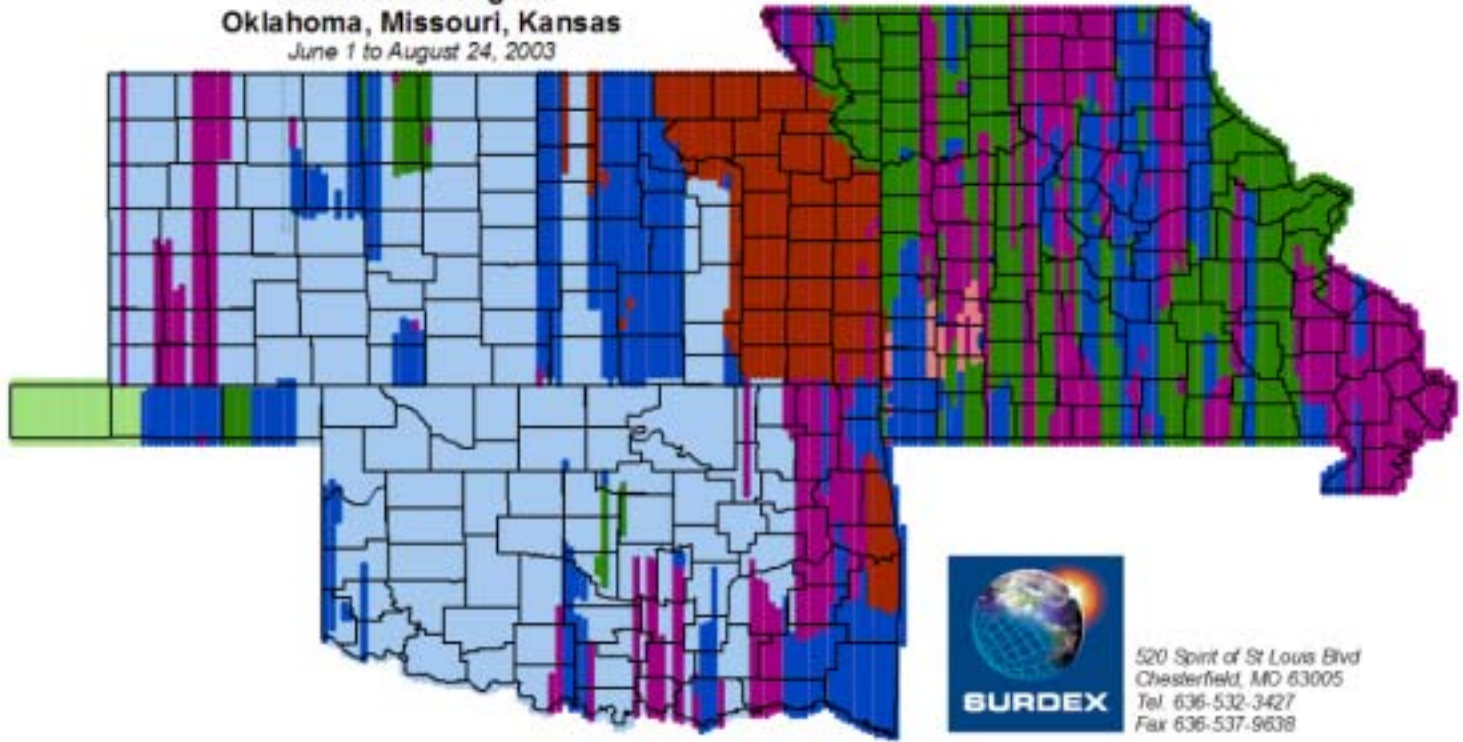 Oklahoma, Missouri, Kansas
June 1 to August 24, 2003
520 Spirit of St Louis Blvd
Chesterfield, MO 63005
SURDEX
Tel. 636-532-3427
Fax 636-537-9638